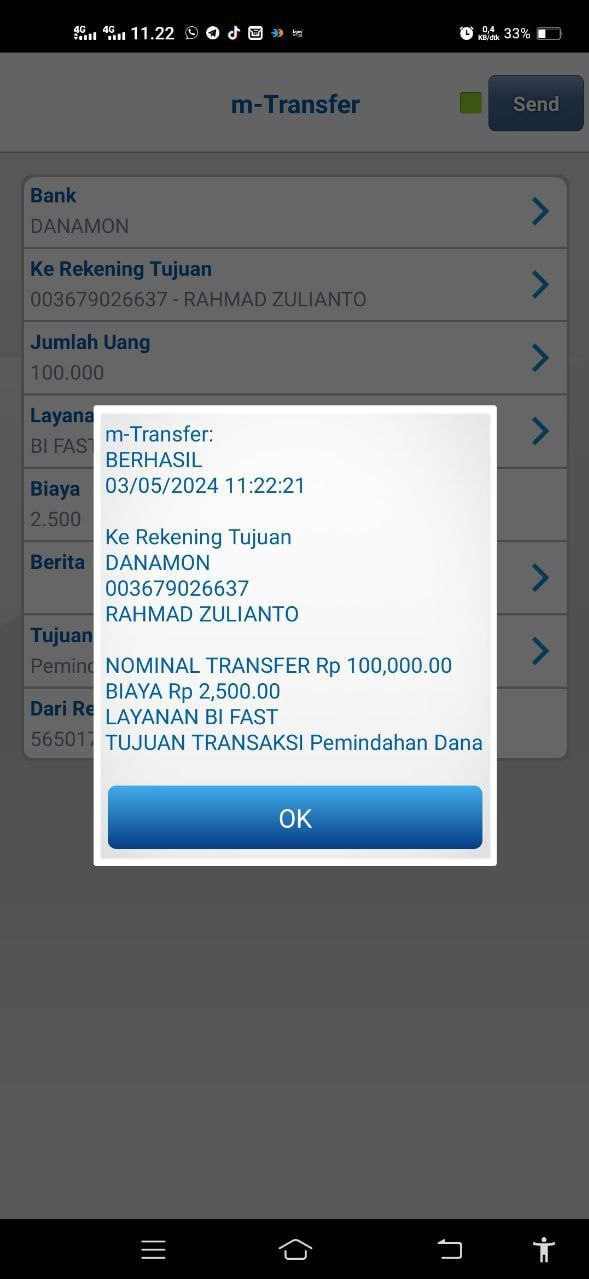 4G 4G 11.22 0,4 KB/dtk 33%
m-Transfer
Send
Bank
DANAMON
Ke Rekening Tujuan
003679026637 - RAHMAD ZULIANTO
Jumlah Uang
100.000
Layana
BI FAST
Biaya
2.500
Berita
Tujuan
Pemind
Dari Re
565017
m-Transfer:
BERHASIL
03/05/2024 11:22:21
Ke Rekening Tujuan
DANAMON
003679026637
RAHMAD ZULIANTO
NOMINAL TRANSFER Rp 100,000.00
BIAYA Rp 2,500.00
LAYANAN BI FAST
TUJUAN TRANSAKSI Pemindahan Dana
OK